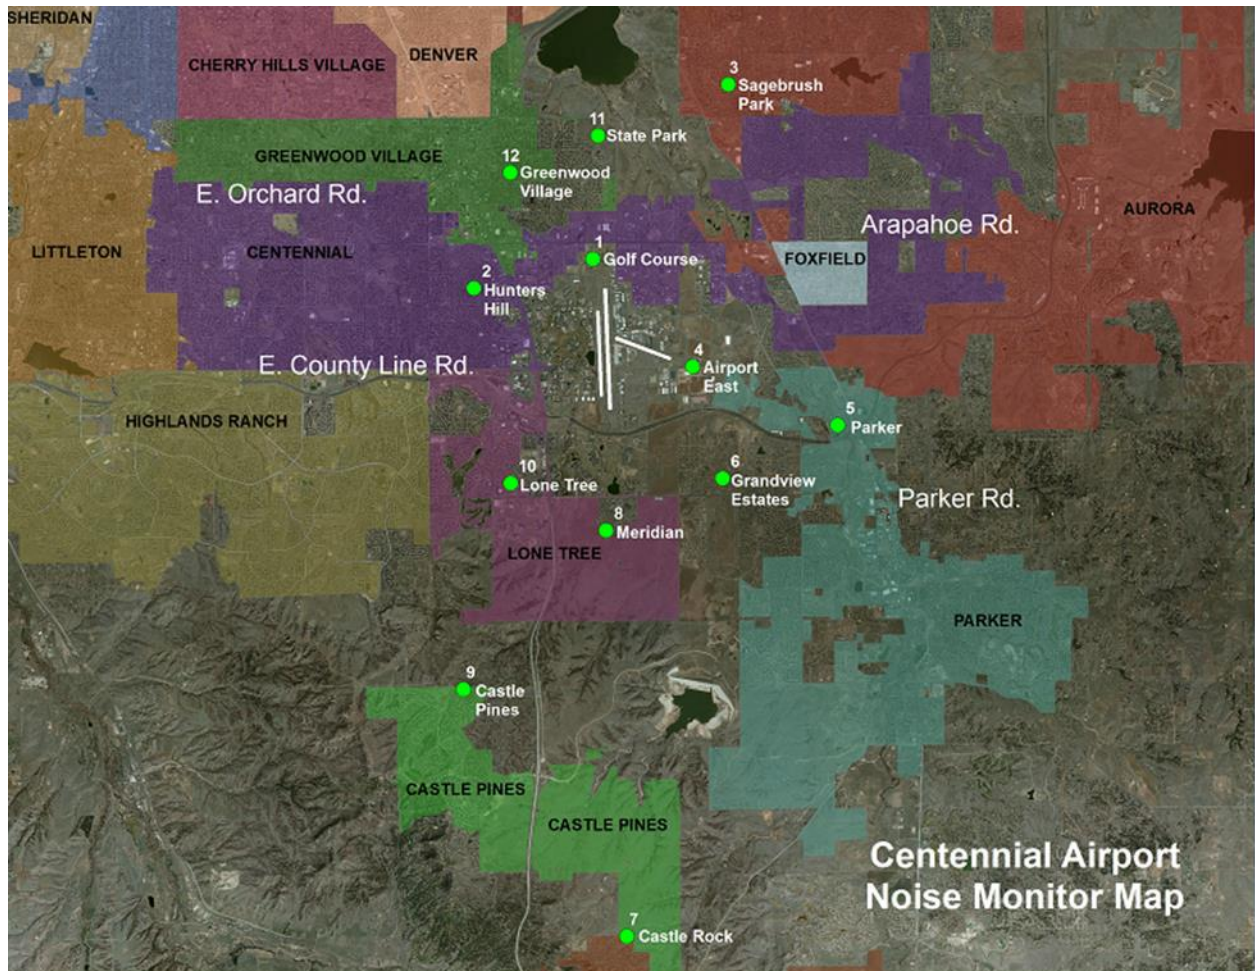 SHERIDAN
CHERRY HILLS VILLAGE
DENVER
3
Sagebrush
Park
11
State Park
GREENWOOD VILLAGE
12
Greenwood
Village
E. Orchard Rd.
Arapahoe Rd.
AURORA
LITTLETON
CENTENNIAL
1
Golf Course
FOXFIELD
2
Hunters
Hill
E. County Line Rd.
4
Airport
East
HIGHLANDS RANCH
5
Parker
6
Grandview
Estates
10
Lone Tree
Parker Rd.
8
Meridian
LONE TREE
PARKER
9
Castle
Pines
CASTLE PINES
CASTLE PINES
Centennial Airport
Noise Monitor Map
7
Castle Rock